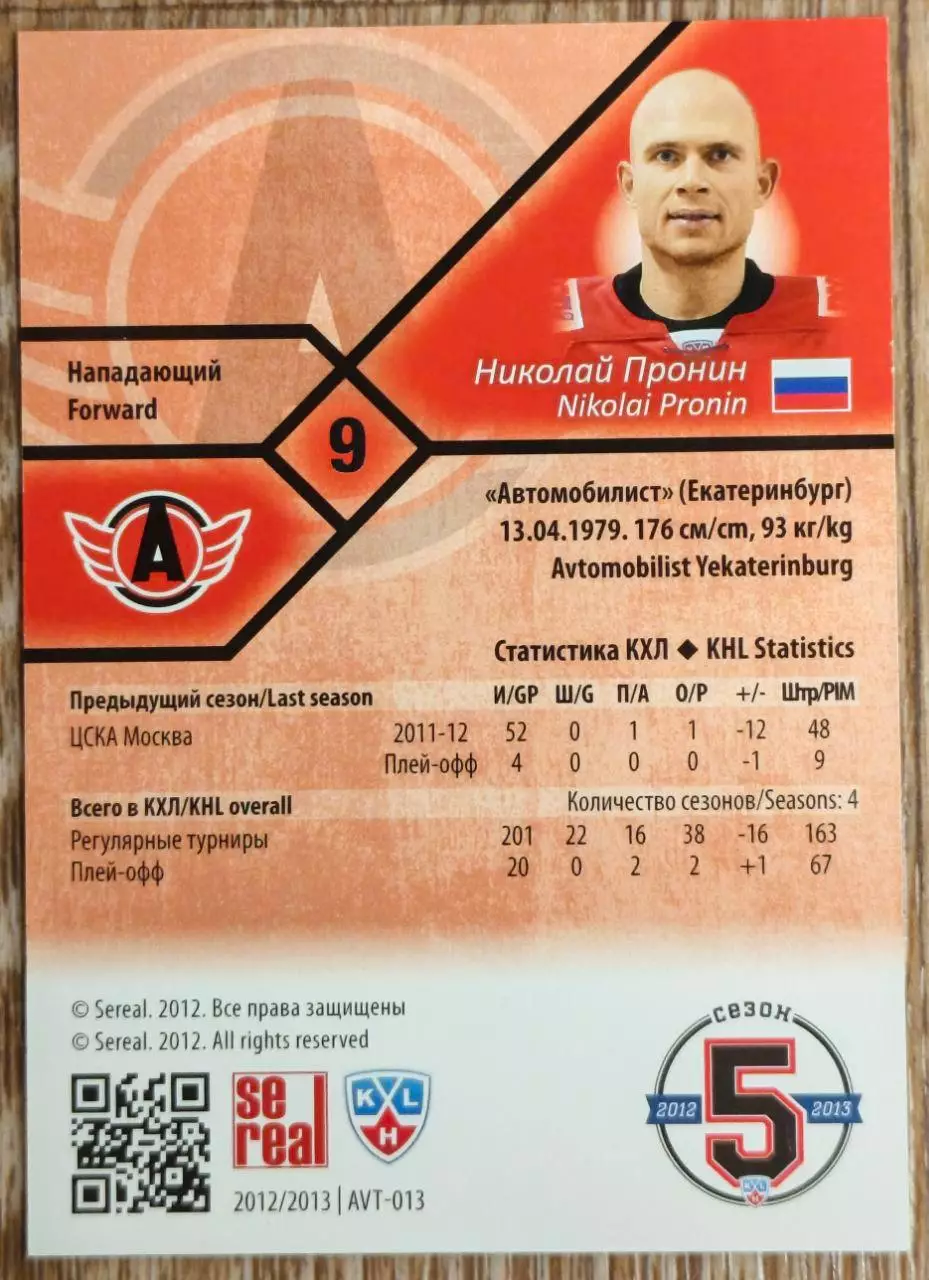 Николай Пронин
Nikolai Pronin
Нападающий
Forward
9
А
«Автомобилист» (Екатеринбург)
13.04.1979. 176 см/cm, 93 кг/kg
Avtomobilist Yekaterinburg
Статистика КХЛ ◆ KHL Statistics
Предыдущий сезон/Last season И/GP Ш/G П/А О/Р +/- Штр/PIM
ЦСКА Москва 2011-12 52 0 1 1 -12 48
Плей-офф 4 0 0 0 -1 9
Всего в КХЛ/KHL overall Количество сезонов/Seasons: 4
Регулярные турниры 201 22 16 38 -16 163
Плей-офф 20 0 2 2 +1 67
© Sereal. 2012. Все права защищены
© Sereal. 2012. All rights reserved
se real
KXL
H
2012/2013 | AVT-013
сезон
2012 5 2013
KXL